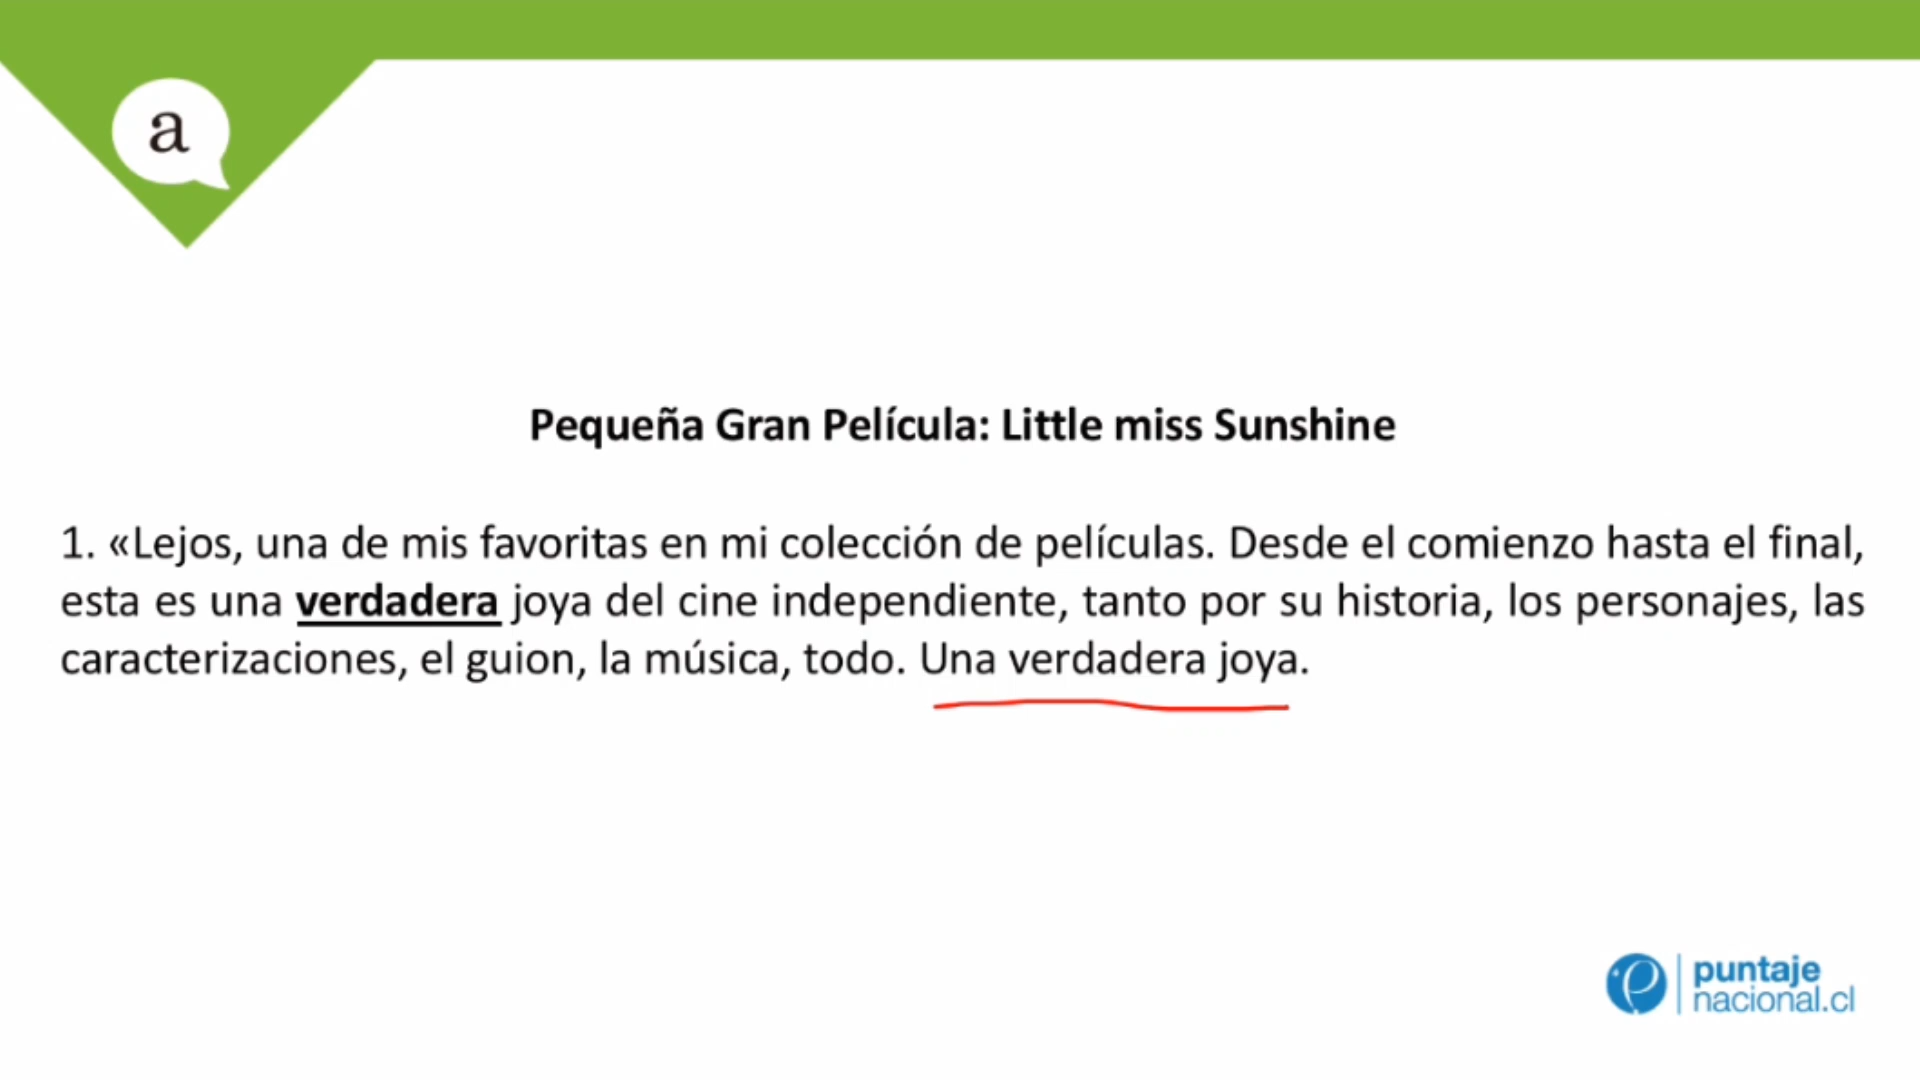 a
Pequeña Gran Película: Little miss Sunshine
1. «Lejos, una de mis favoritas en mi colección de películas. Desde el comienzo hasta el final,
esta es una verdadera joya del cine independiente, tanto por su historia, los personajes, las
caracterizaciones, el guion, la música, todo. Una verdadera joya.
puntaje
nacional.cl